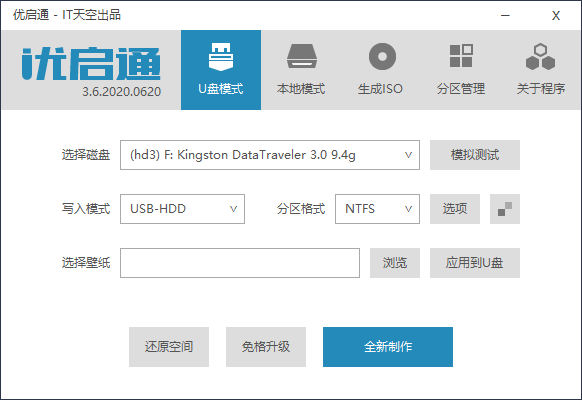 优启通 - IT天空出品
优启通
3.6.2020.0620
U盘模式
本地模式
生成ISO
分区管理
关于程序
选择磁盘 (hd3) F: Kingston DataTraveler 3.0 9.4g 模拟测试
写入模式 USB-HDD 分区格式 NTFS 选项
选择壁纸 浏览 应用到U盘
还原空间 免格升级 全新制作